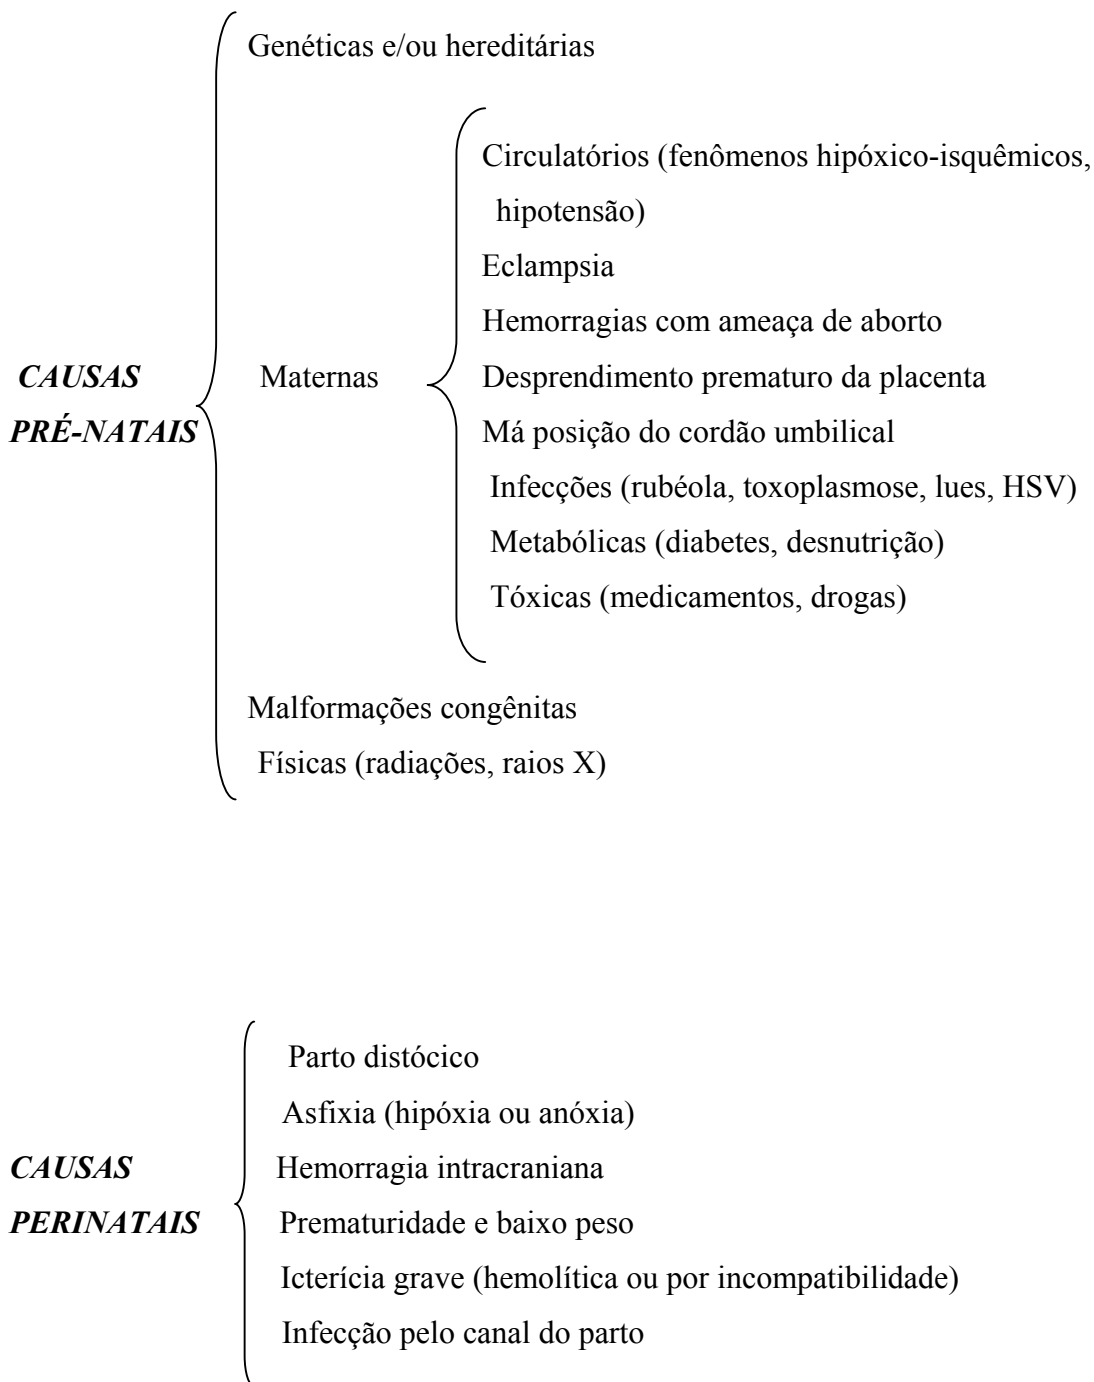 Genéticas e/ou hereditárias
Circulatórios (fenômenos hipóxico-isquêmicos,
hipotensão)
Eclampsia
Hemorragias com ameaça de aborto
CAUSAS
PRÉ-NATAIS
Maternas
Desprendimento prematuro da placenta
Má posição do cordão umbilical
Infecções (rubéola, toxoplasmose, lues, HSV)
Metabólicas (diabetes, desnutrição)
Tóxicas (medicamentos, drogas)
Malformações congênitas
Físicas (radiações, raios X)
Parto distócico
Asfixia (hipóxia ou anóxia)
CAUSAS
PERINATAIS
Hemorragia intracraniana
Prematuridade e baixo peso
Icterícia grave (hemolítica ou por incompatibilidade)
Infecção pelo canal do parto